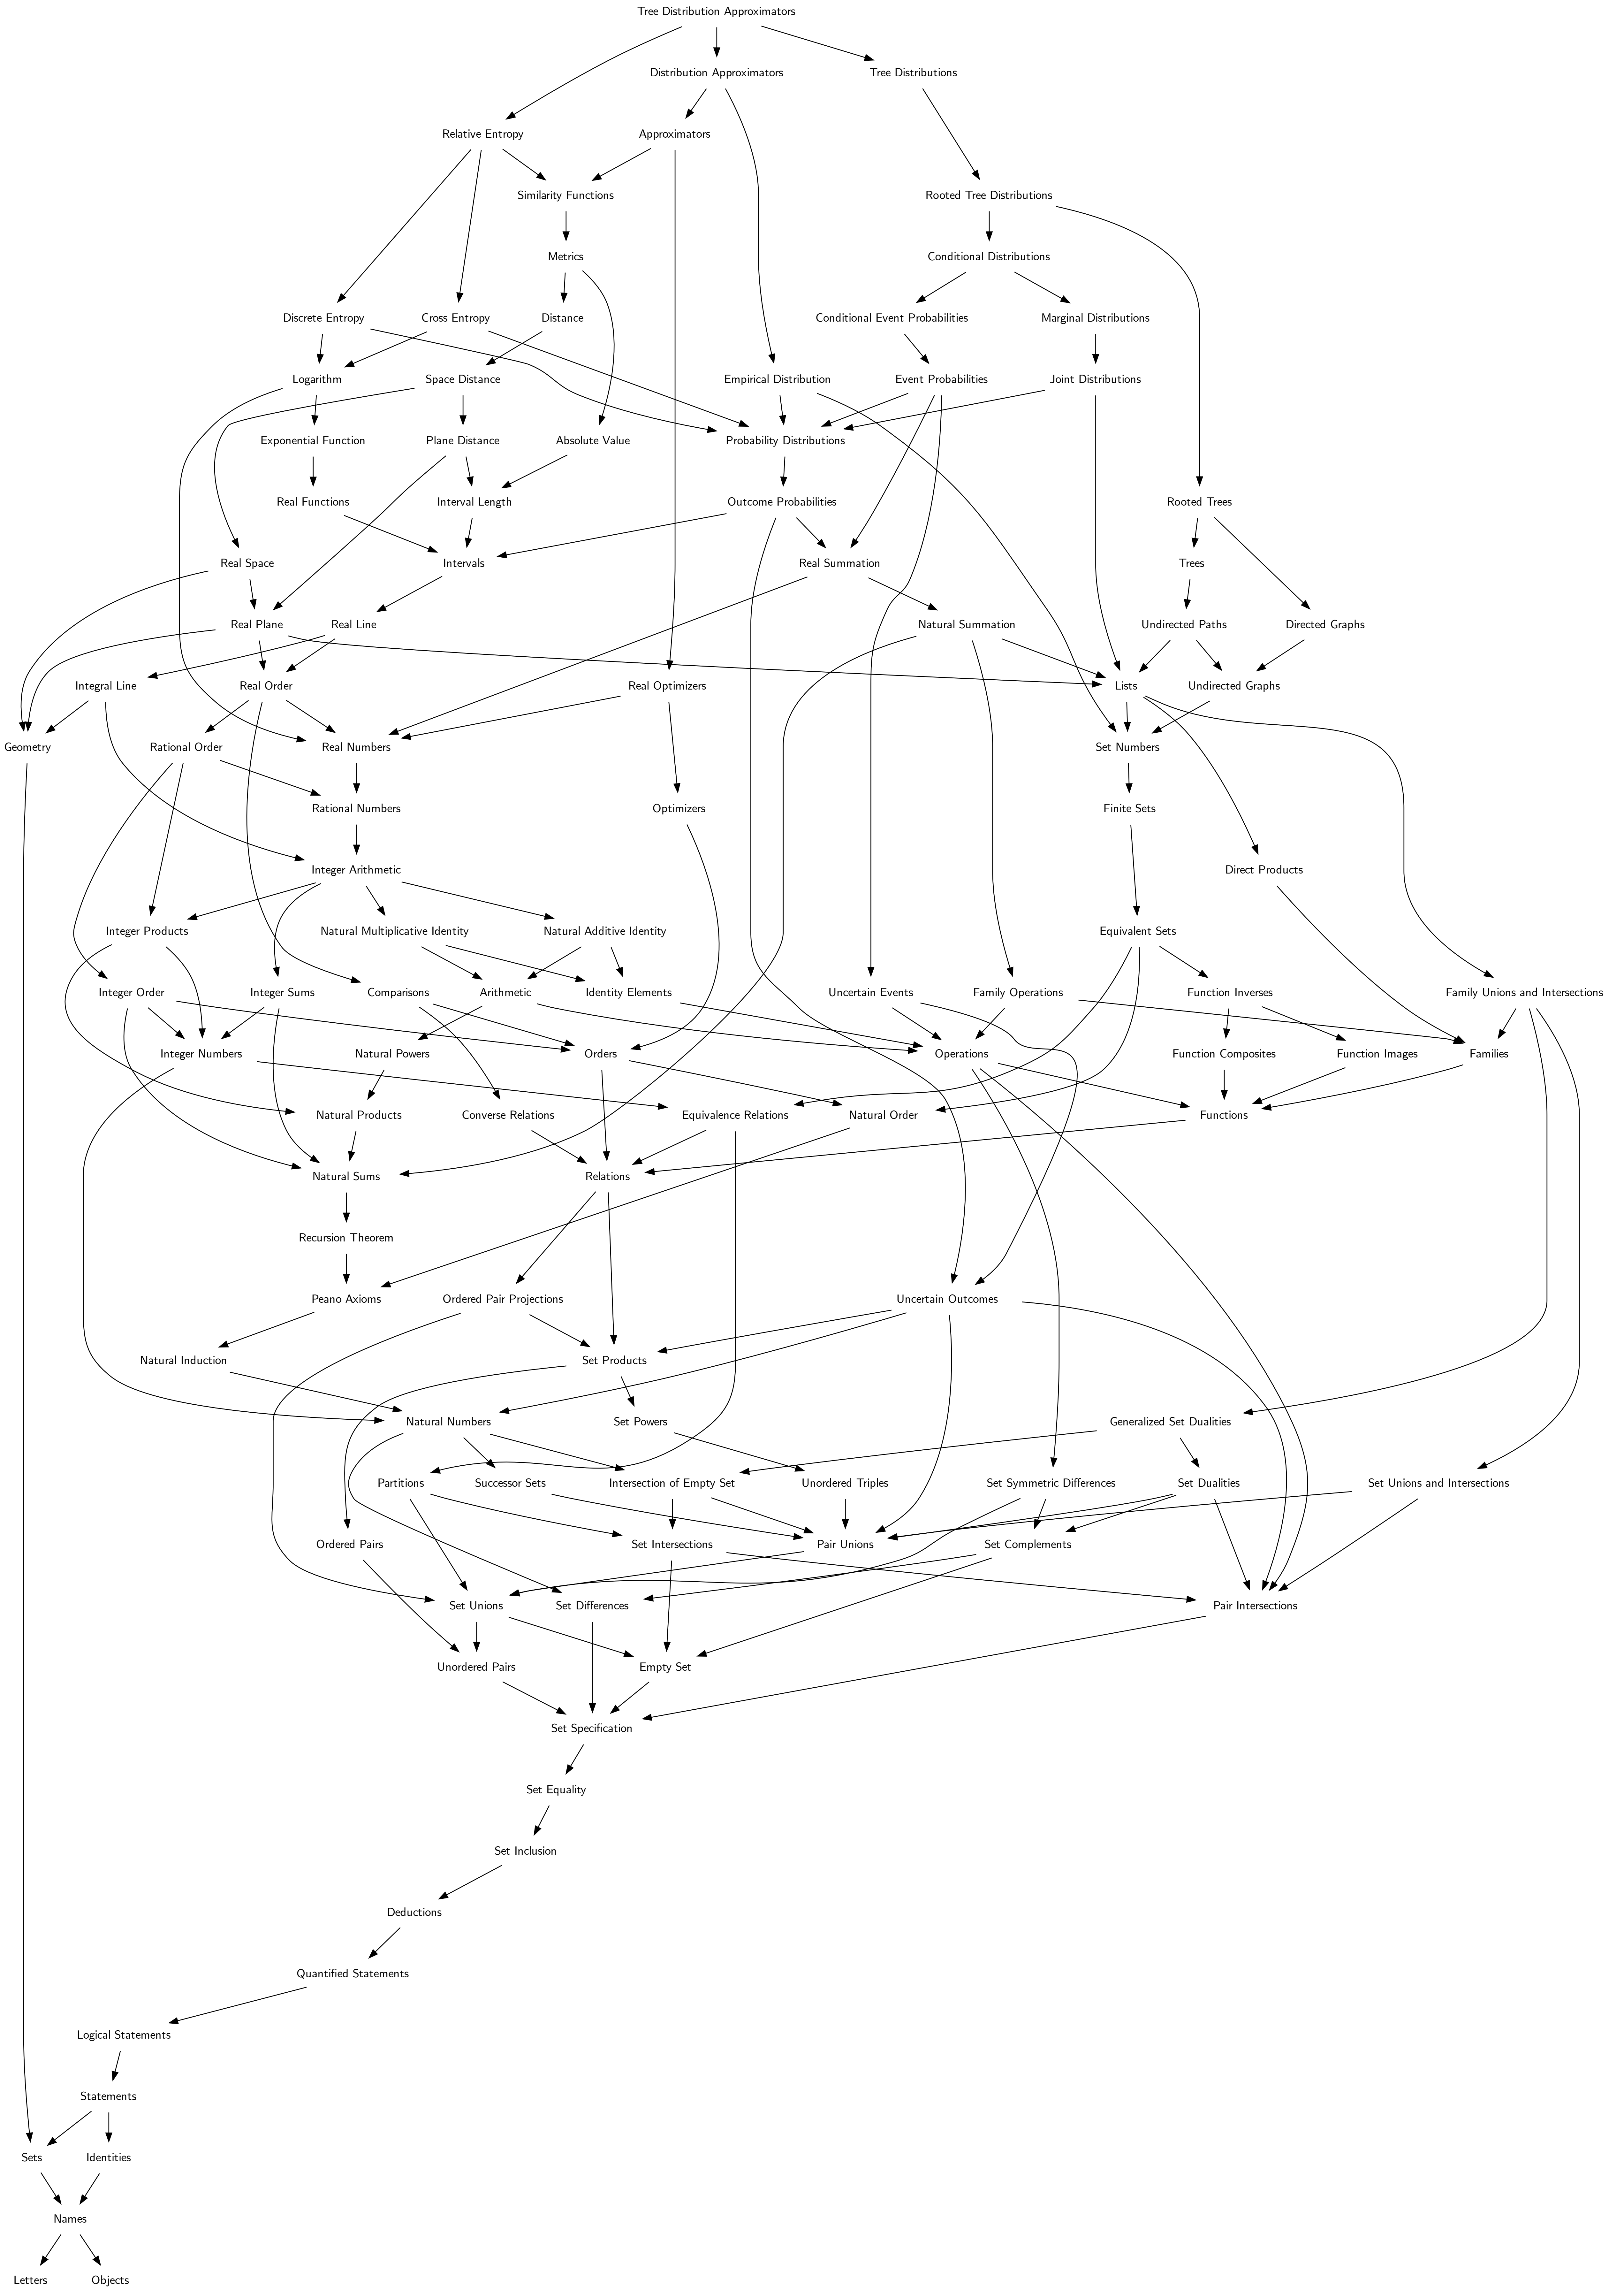 Tree Distribution Approximators
Distribution Approximators
Tree Distributions
Relative Entropy
Approximators
Similarity Functions
Rooted Tree Distributions
Metrics
Conditional Distributions
Discrete Entropy
Cross Entropy
Distance
Conditional Event Probabilities
Marginal Distributions
Logarithm
Space Distance
Empirical Distribution
Event Probabilities
Joint Distributions
Exponential Function
Plane Distance
Absolute Value
Probability Distributions
Real Functions
Interval Length
Outcome Probabilities
Rooted Trees
Real Space
Intervals
Real Summation
Trees
Real Plane
Real Line
Natural Summation
Undirected Paths
Directed Graphs
Integral Line
Real Order
Real Optimizers
Lists
Undirected Graphs
Geometry
Rational Order
Real Numbers
Set Numbers
Rational Numbers
Optimizers
Finite Sets
Integer Arithmetic
Direct Products
Integer Products
Natural Multiplicative Identity
Natural Additive Identity
Equivalent Sets
Integer Order
Integer Sums
Comparisons
Arithmetic
Identity Elements
Uncertain Events
Family Operations
Function Inverses
Family Unions and Intersections
Integer Numbers
Natural Powers
Orders
Operations
Function Composites
Function Images
Families
Natural Products
Converse Relations
Equivalence Relations
Natural Order
Functions
Natural Sums
Relations
Recursion Theorem
Peano Axioms
Ordered Pair Projections
Uncertain Outcomes
Natural Induction
Set Products
Natural Numbers
Set Powers
Generalized Set Dualities
Partitions
Successor Sets
Intersection of Empty Set
Unordered Triples
Set Symmetric Differences
Set Dualities
Set Unions and Intersections
Ordered Pairs
Set Intersections
Pair Unions
Set Complements
Set Unions
Set Differences
Pair Intersections
Unordered Pairs
Empty Set
Set Specification
Set Equality
Set Inclusion
Deductions
Quantified Statements
Logical Statements
Statements
Sets
Identities
Names
Letters
Objects